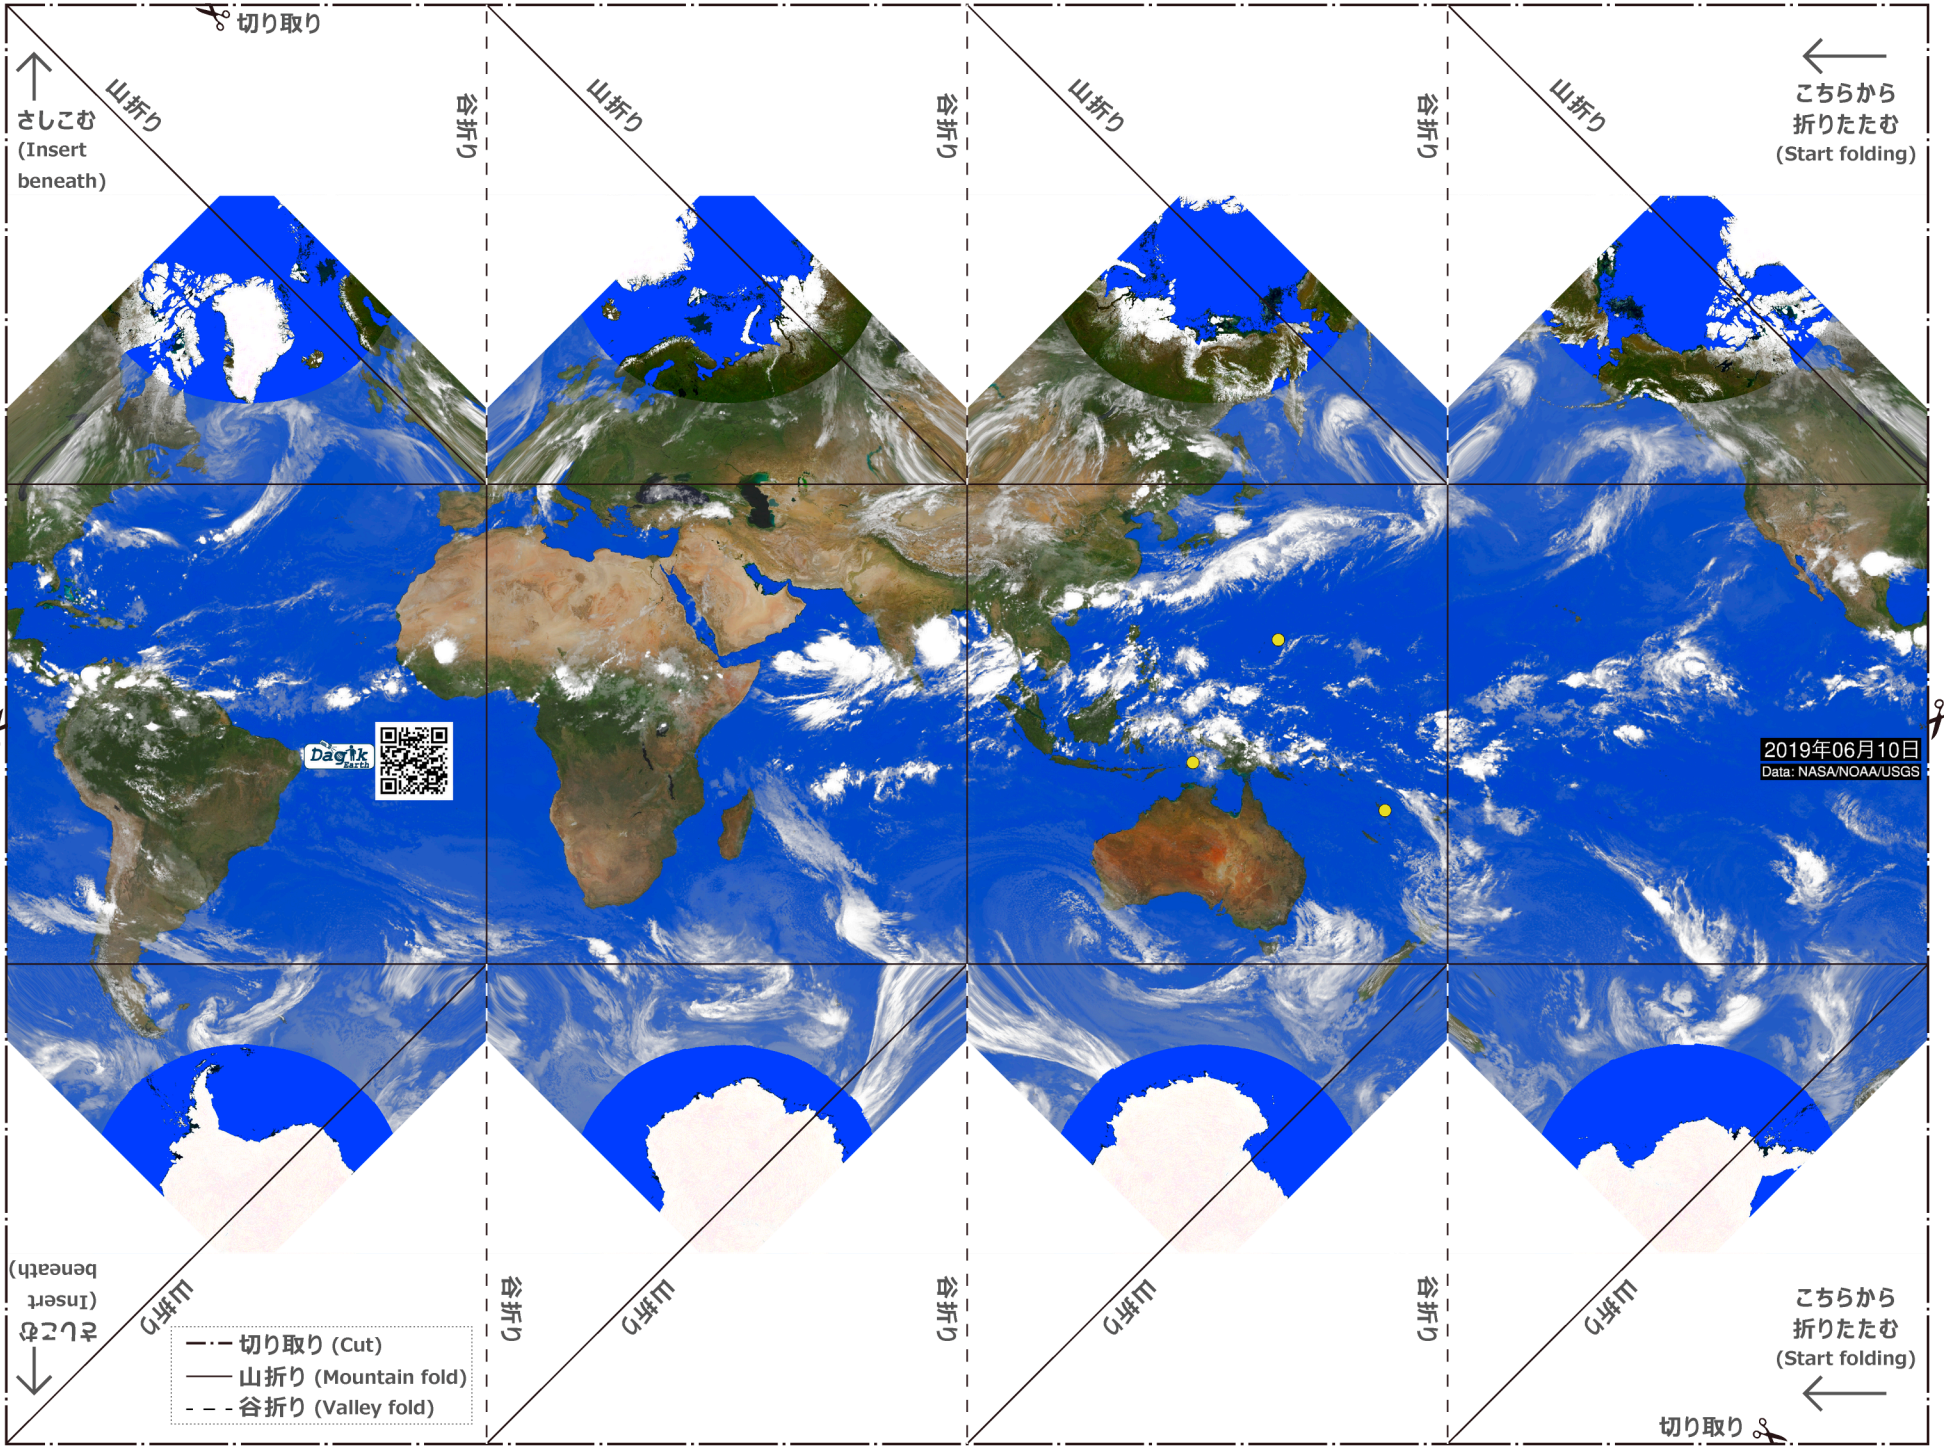 切り取り
山折り
谷折り
山折り
谷折り
山折り
谷折り
山折り
さしこむ
(Insert
beneath)
こちらから
折りたたむ
(Start folding)
Dagik
Earth
2019年06月10日
Data: NASA/NOAA/USGS
さしこむ
(Insert
beneath)
山折り
谷折り
山折り
谷折り
山折り
谷折り
山折り
こちらから
折りたたむ
(Start folding)
切り取り (Cut)
山折り (Mountain fold)
谷折り (Valley fold)
切り取り